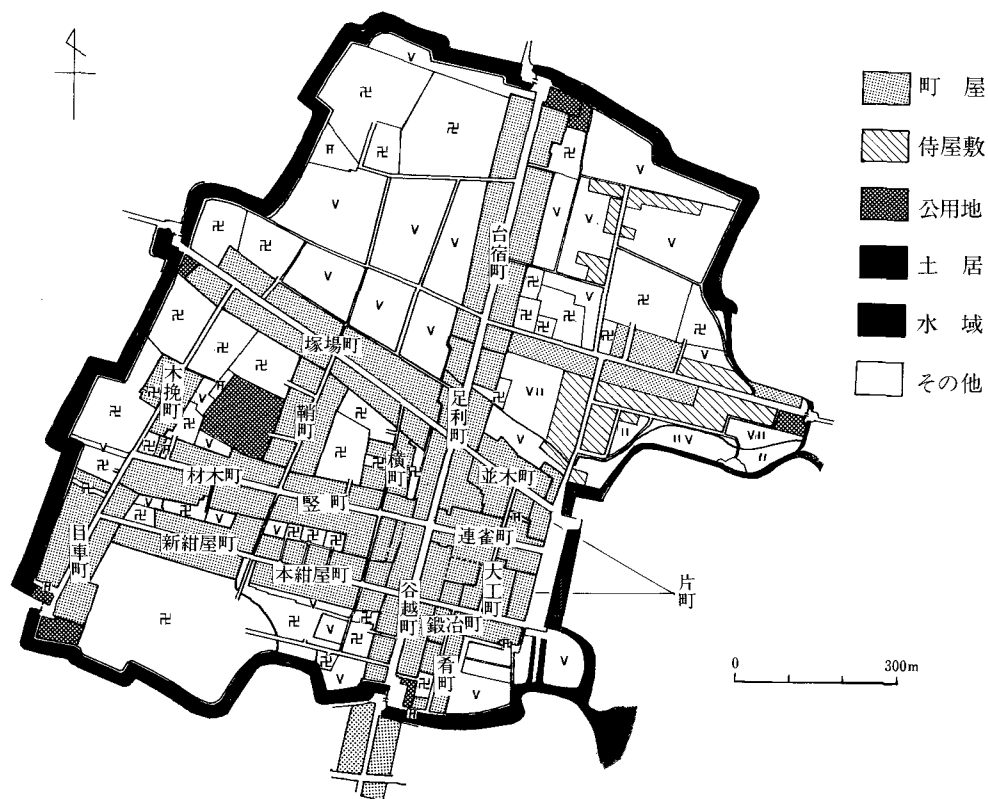 町屋
侍屋敷
公用地
土居
水域
その他
台宿町
塚場町
足利町
木挽町
鞘町
横町
並木町
材木町
竪町
連雀町
目車町
新紺屋町
本紺屋町
大工町
片町
谷越町
鍛冶町
肴町
0 300m